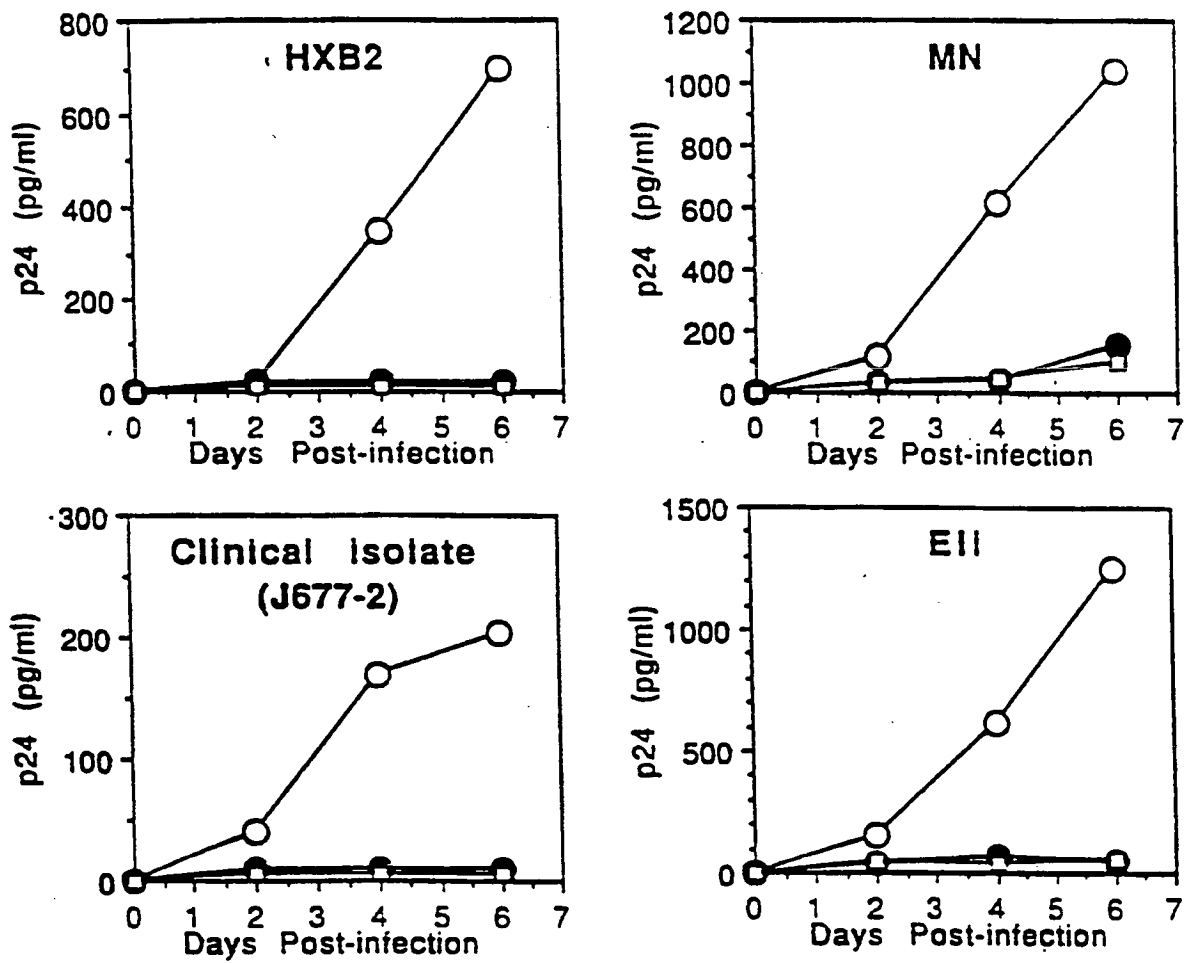 HXB2
800
600
400
200
0
p24 (pg/ml)
0 1 2 3 4 5 6 7
Days Post-infection
MN
1200
1000
800
600
400
200
0
p24 (pg/ml)
0 1 2 3 4 5 6 7
Days Post-infection
Clinical Isolate
(J677-2)
300
200
100
0
p24 (pg/ml)
0 1 2 3 4 5 6 7
Days Post-infection
Eli
1500
1000
500
0
p24 (pg/ml)
0 1 2 3 4 5 6 7
Days Post-infection